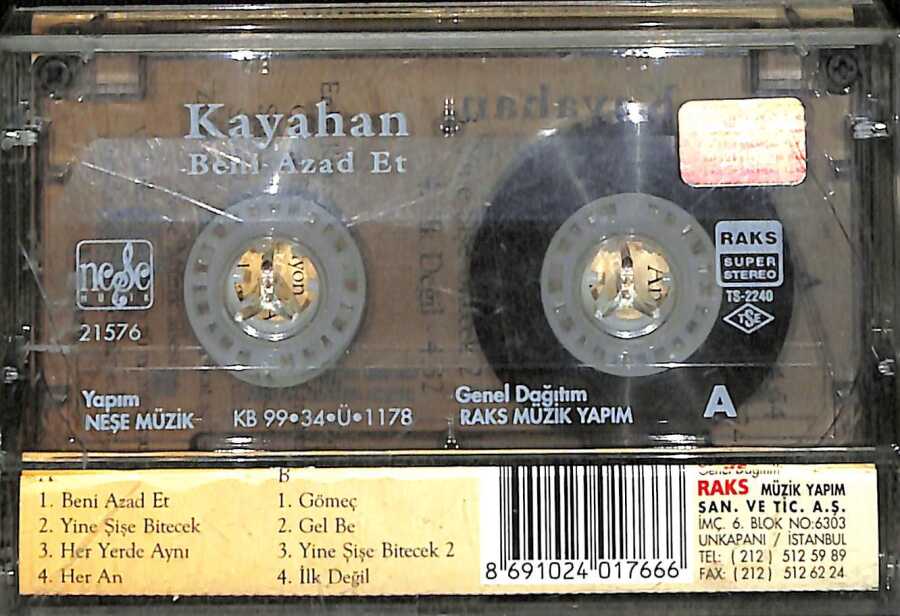 Kayahan
Beni Azad Et
neşe
MÜZİK
21576
RAKS
SUPER
STEREO
TS-2240
TSE
Yapım
NEŞE MÜZİK
KB 99•34•Ü•1178
Genel Dağıtım
RAKS MÜZİK YAPIM
A
A
1. Beni Azad Et
2. Yine Şişe Bitecek
3. Her Yerde Aynı
4. Her An
B
1. Gömeç
2. Gel Be
3. Yine Şişe Bitecek 2
4. İlk Değil
8 691024 017666
Genel Dağıtım
RAKS MÜZİK YAPIM
SAN. VE TİC. A.Ş.
İMÇ. 6. BLOK NO:6303
UNKAPANI / İSTANBUL
TEL: (212) 512 59 89
FAX: (212) 512 62 24